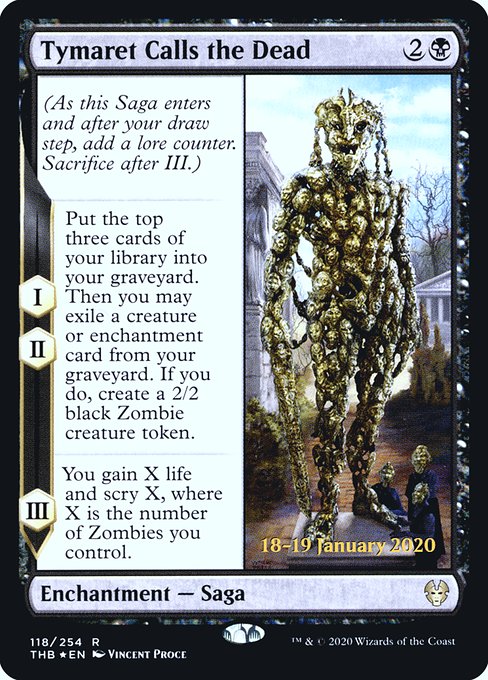 Tymaret Calls the Dead 2
(As this Saga enters
and after your draw
step, add a lore counter.
Sacrifice after III.)
I
II
Put the top
three cards of
your library into
your graveyard.
Then you may
exile a creature
or enchantment
card from your
graveyard. If you
do, create a 2/2
black Zombie
creature token.
III
You gain X life
and scry X, where
X is the number
of Zombies you
control.
18–19 January 2020
Enchantment — Saga
118/254 R
THB ★ EN Vincent Proce
™ & © 2020 Wizards of the Coast